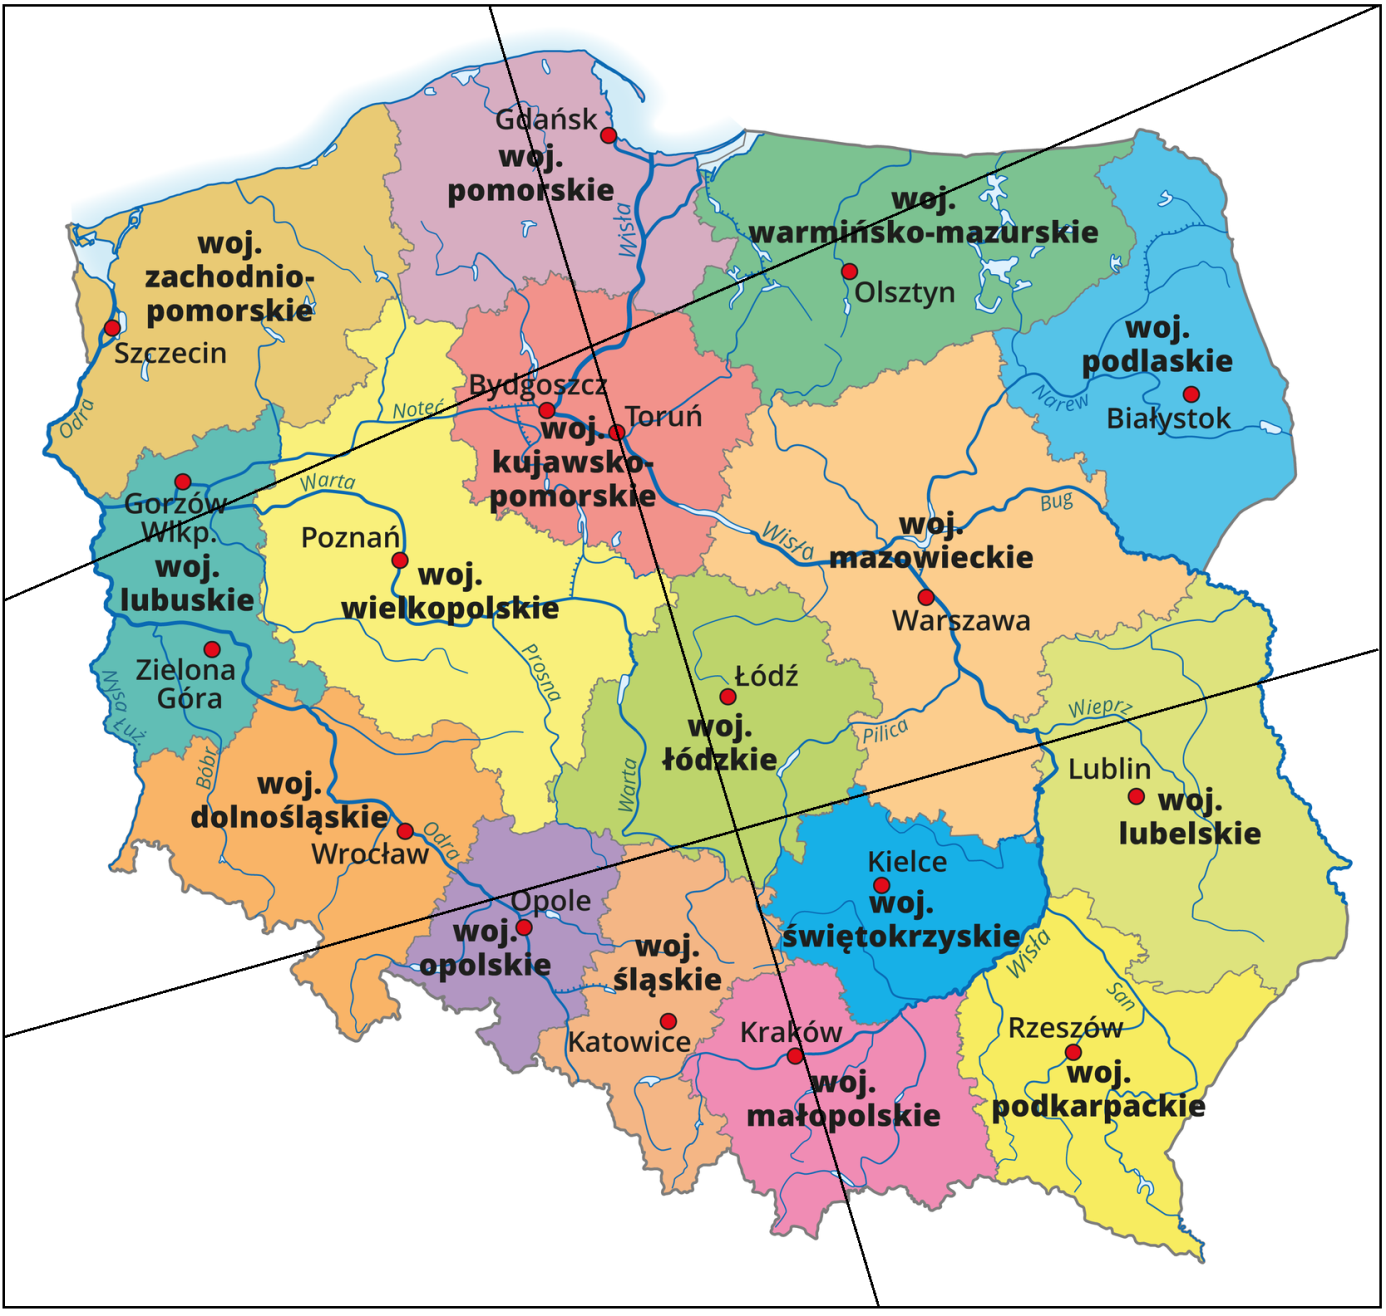 Gdańsk
woj.
pomorskie
Wisła
woj.
warmińsko-mazurskie
Olsztyn
woj.
zachodnio-
pomorskie
Szczecin
Odra
woj.
podlaskie
Białystok
Narew
Bydgoszcz
Noteć
Toruń
woj.
kujawsko-
pomorskie
Gorzów
Wlkp.
woj.
lubuskie
Zielona
Góra
Nysa Łuż.
Warta
Poznań
woj.
wielkopolskie
Prosna
Wisła
Bug
woj.
mazowieckie
Warszawa
Pilica
Łódź
woj.
łódzkie
Warta
Wieprz
Lublin
woj.
lubelskie
Bóbr
woj.
dolnośląskie
Wrocław
Odra
Opole
woj.
opolskie
woj.
śląskie
Katowice
Kielce
woj.
świętokrzyskie
Wisła
San
Kraków
woj.
małopolskie
Rzeszów
woj.
podkarpackie